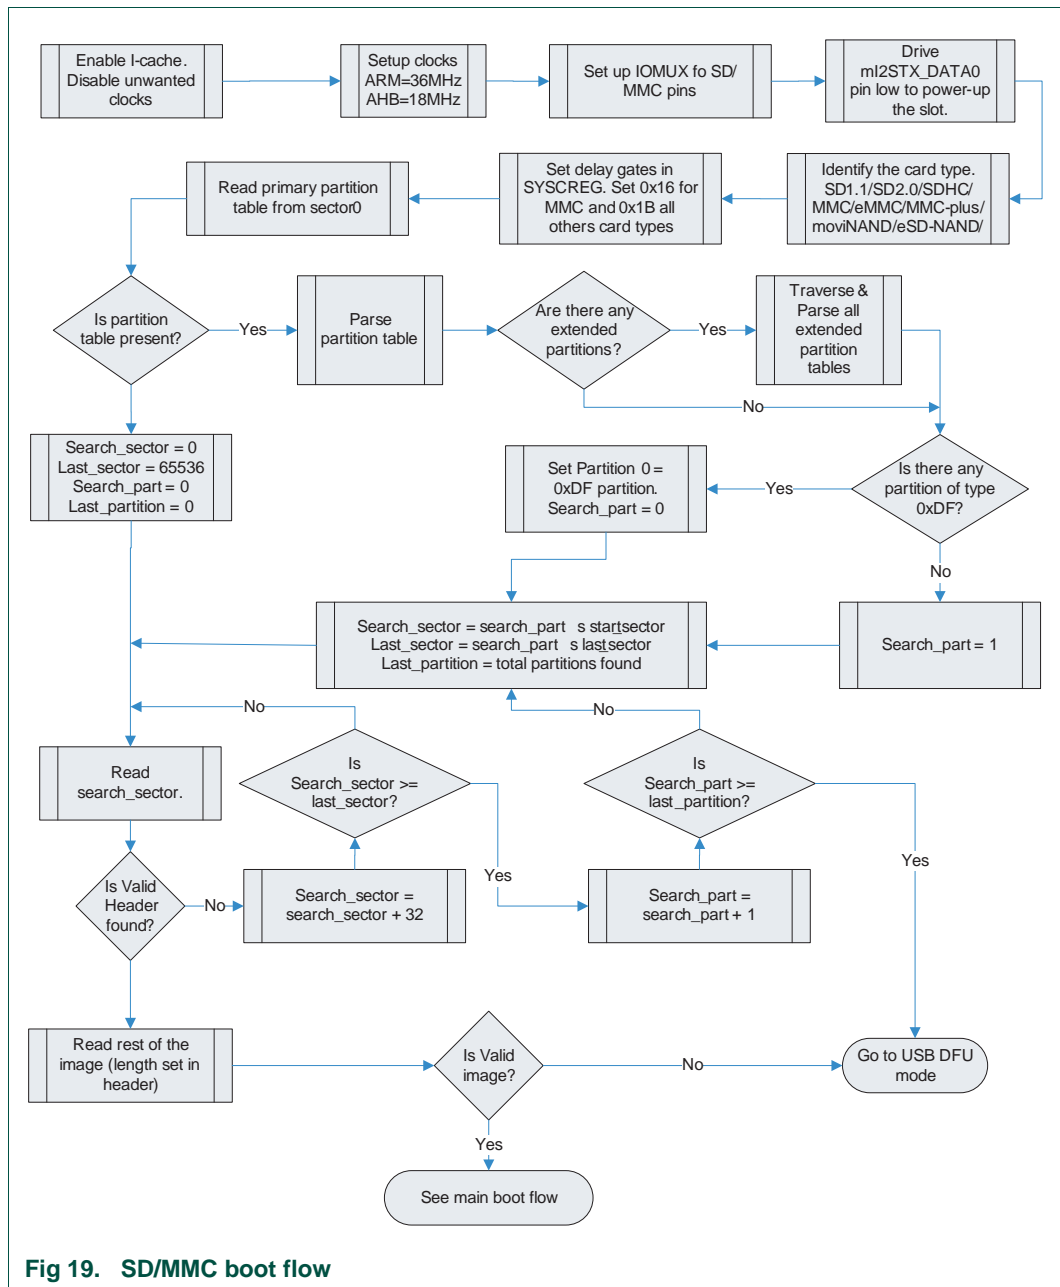 Enable I-cache.
Disable unwanted
clocks
Setup clocks
ARM=36MHz
AHB=18MHz
Set up IOMUX fo SD/
MMC pins
Drive
mI2STX_DATA0
pin low to power-up
the slot.
Identify the card type.
SD1.1/SD2.0/SDHC/
MMC/eMMC/MMC-plus/
moviNAND/eSD-NAND/
Set delay gates in
SYSCREG. Set 0x16 for
MMC and 0x1B all
others card types
Read primary partition
table from sector0
Is partition
table present?
Yes
Parse
partition table
Are there any
extended
partitions?
Yes
Traverse &
Parse all
extended
partition
tables
No
Search_sector = 0
Last_sector = 65536
Search_part = 0
Last_partition = 0
Set Partition 0 =
0xDF partition.
Search_part = 0
Yes
Is there any
partition of type
0xDF?
No
Search_sector = search_part s startsector
Last_sector = search_part s last_sector
Last_partition = total partitions found
Search_part = 1
No
No
Read
search_sector.
Is
Search_sector >=
last_sector?
Is
Search_part >=
last_partition?
Yes
Yes
Is Valid
Header
found?
No
Search_sector =
search_sector + 32
Search_part =
search_part + 1
Read rest of the
image (length set in
header)
Is Valid
image?
No
Go to USB DFU
mode
Yes
See main boot flow
Fig 19. SD/MMC boot flow